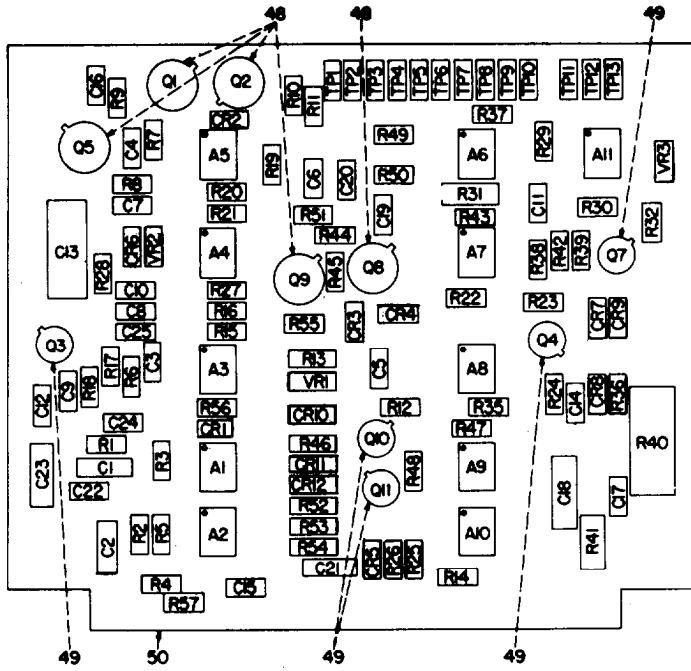 48 48 49
C16 R9 Q1 Q2 R10 R11 TP1 TP2 TP3 TP4 TP5 TP6 TP7 TP8 TP9 TP10 TP11 TP12 TP13
CR2 R37
Q5 C4 R7 A5 R19 R49 A6 R29 A11 VR3
R8 R20 C6 C20 R50 R31 C11
C7 R21 R51 C19 R43 R30 R32
C13 R28 CR6 VR2 A4 R44 A7 R38 R42 R39 Q7
Q9 R45 Q8
C10 R27 R22 R23
C8 R16 CR3 CR4 CR7 CR9
C25 R15 R55
Q3 R17 R6 C3 A3 R13 C5 A8 Q4
C12 C9 R18 VR1 R24 C14 CR8 R36
R56 CR10 R12 R35
C24 CR1 R47
R1 R46 Q10 R40
C23 C1 R3 A1 CR11 R48 A9
C22 CR12 Q11 C18 C17
R52
C2 R2 R5 A2 R53 A10 R41
R54
C21 CR5 R26 R25
R4 C15 R14
R57
49 50 49 49